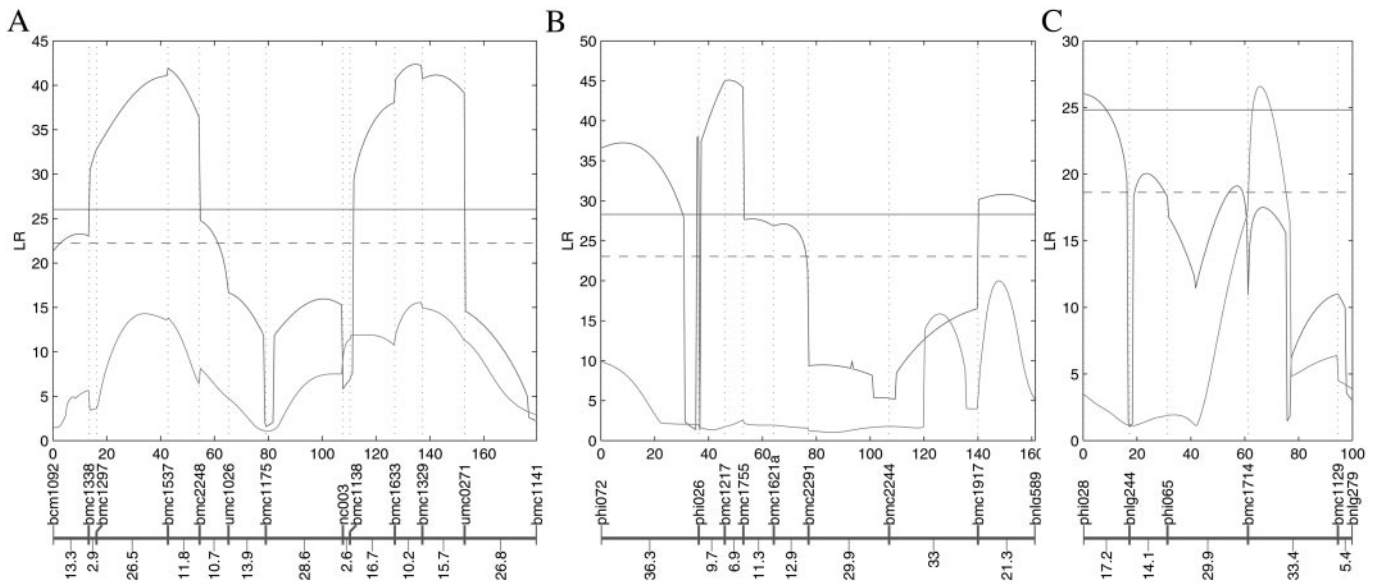 A
45
40
35
30
25
20
15
10
5
0
LR
0 20 40 60 80 100 120 140 160
bcm1092
bmc1338
bmc1297
bmc1537
bmc2248
umc1026
bmc1175
nc003
bmc1138
bmc1633
bmc1329
umc0271
bmc1141
13.3
2.9
26.5
11.8
10.7
13.9
28.6
2.6
16.7
10.2
15.7
26.8
B
50
45
40
35
30
25
20
15
10
5
0
LR
0 20 40 60 80 100 120 140 160
phi072
phi026
bmc1217
bmc1755
bmc1621a
bmc2291
bmc2244
bmc1917
bnlg589
36.3
9.7
6.9
11.3
12.9
29.9
33
21.3
C
30
25
20
15
10
5
0
LR
0 20 40 60 80 100
phi028
bnlg244
phi065
bmc1714
bmc1129
bnlg279
17.2
14.1
29.9
33.4
5.4